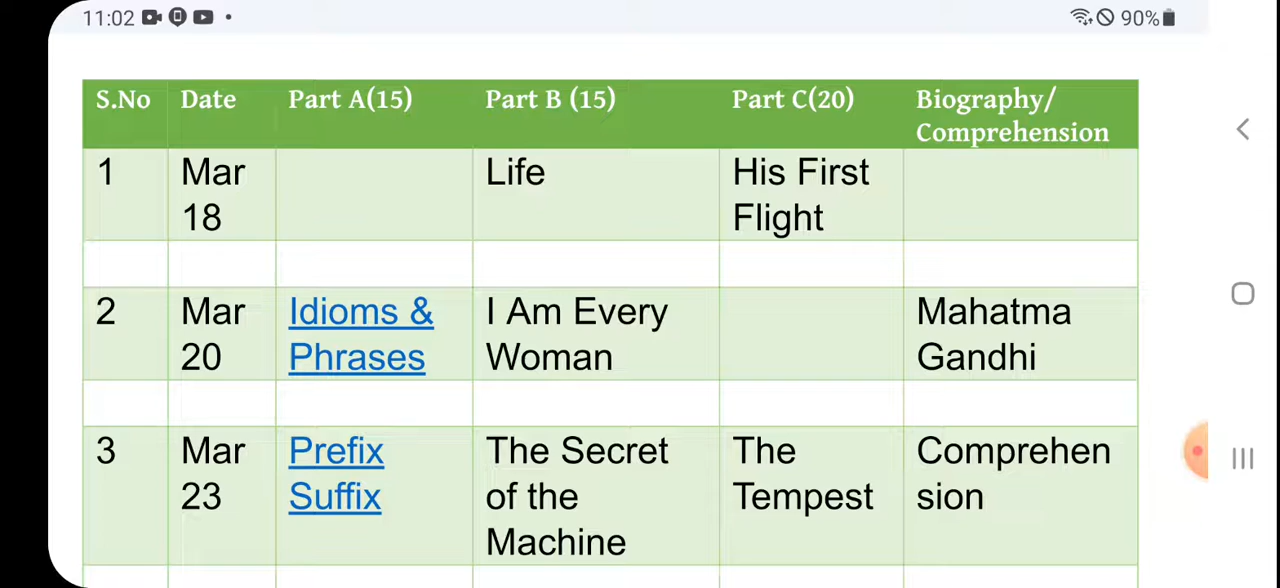 11:02
90%
S.No Date Part A(15) Part B (15) Part C(20) Biography/
Comprehension
1 Mar Life His First
18 Flight
2 Mar Idioms & I Am Every Mahatma
20 Phrases Woman Gandhi
3 Mar Prefix The Secret The Comprehen
23 Suffix of the Tempest sion
Machine